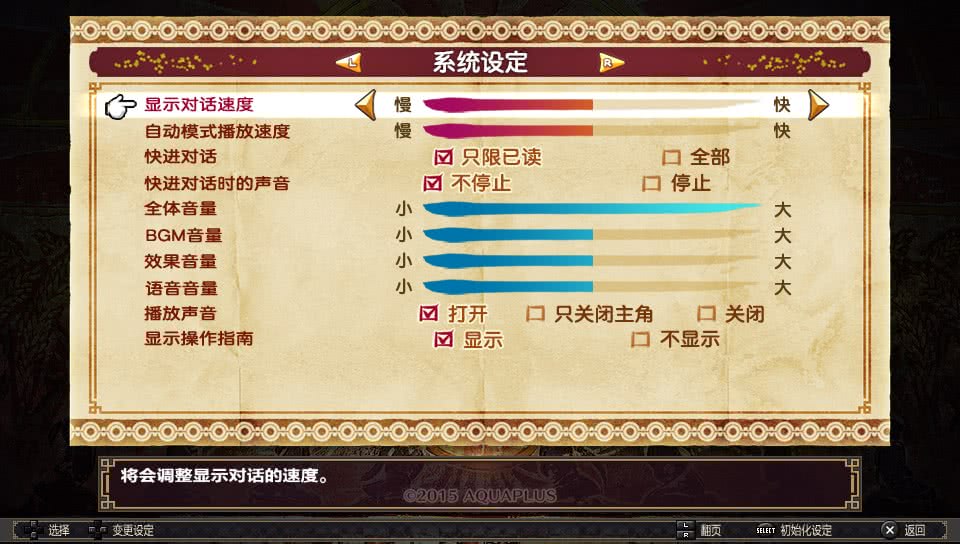 L 系统设定 R
显示对话速度 慢 快
自动模式播放速度 慢 快
快进对话 只限已读 全部
快进对话时的声音 不停止 停止
全体音量 小 大
BGM音量 小 大
效果音量 小 大
语音音量 小 大
播放声音 打开 只关闭主角 关闭
显示操作指南 显示 不显示
将会调整显示对话的速度。
©2015 AQUAPLUS
选择 变更设定 L R 翻页 SELECT 初始化设定 返回